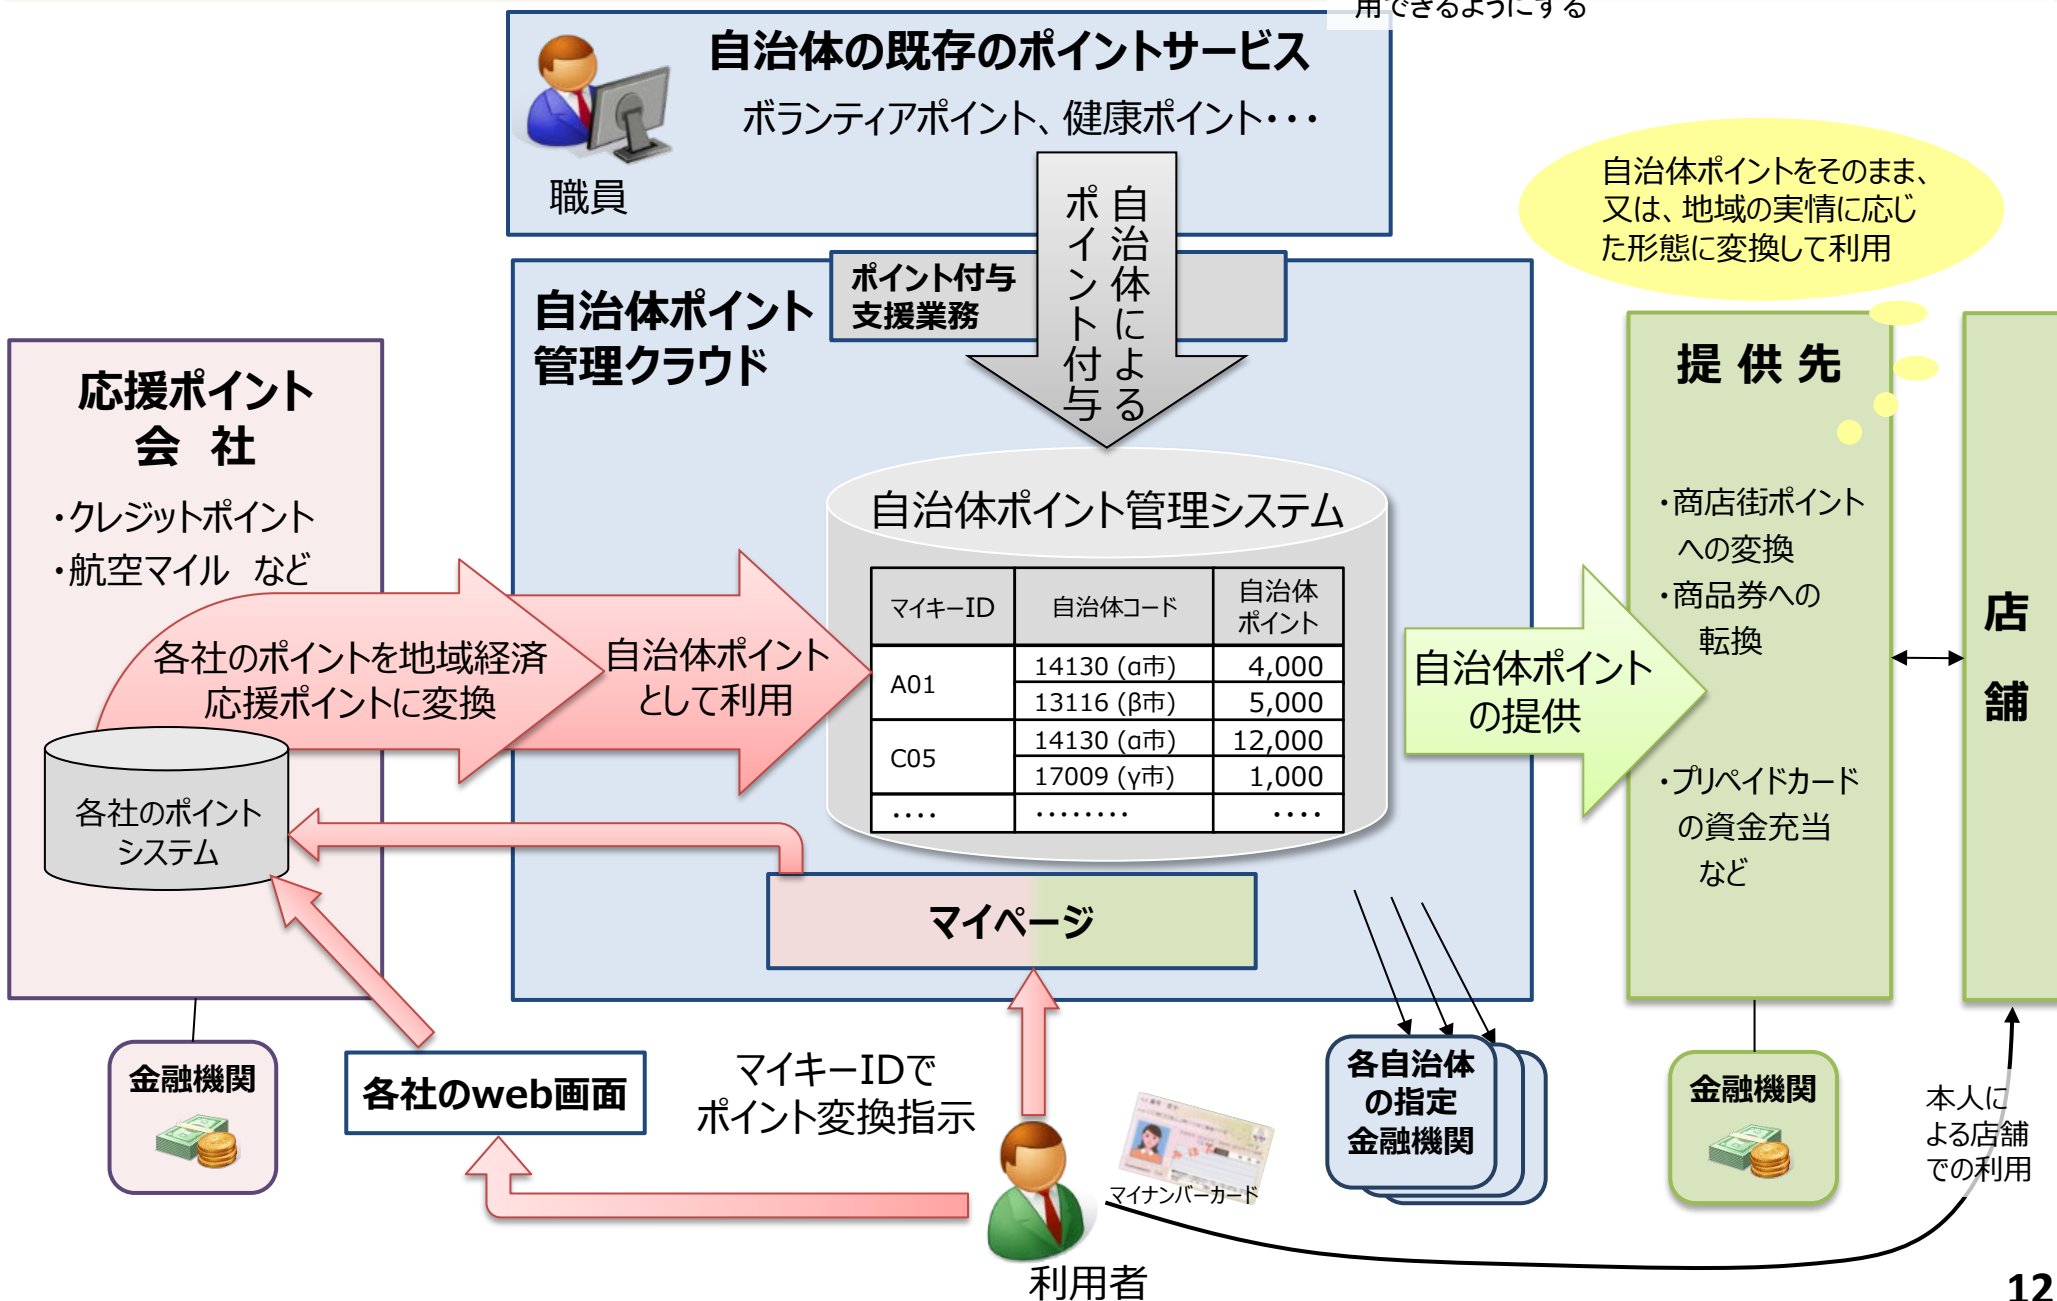 用できるようにする
自治体の既存のポイントサービス
ボランティアポイント、健康ポイント・・・
職員
自治体による
ポイント付与
自治体ポイントをそのまま、
又は、地域の実情に応じ
た形態に変換して利用
ポイント付与
支援業務
自治体ポイント
管理クラウド
応援ポイント
会 社
・クレジットポイント
・航空マイル など
各社のポイントを地域経済
応援ポイントに変換
自治体ポイント
として利用
各社のポイント
システム
自治体ポイント管理システム
マイキーID 自治体コード 自治体
ポイント
A01 14130 (α市) 4,000
13116 (β市) 5,000
C05 14130 (α市) 12,000
17009 (γ市) 1,000
‥‥ ‥‥‥‥ ‥‥
マイページ
自治体ポイント
の提供
提 供 先
・商店街ポイント
への変換
・商品券への
転換
・プリペイドカード
の資金充当
など
店
舗
金融機関
各社のweb画面
マイキーIDで
ポイント変換指示
マイナンバーカード
利用者
各自治体
の指定
金融機関
金融機関
本人に
よる店舗
での利用
12